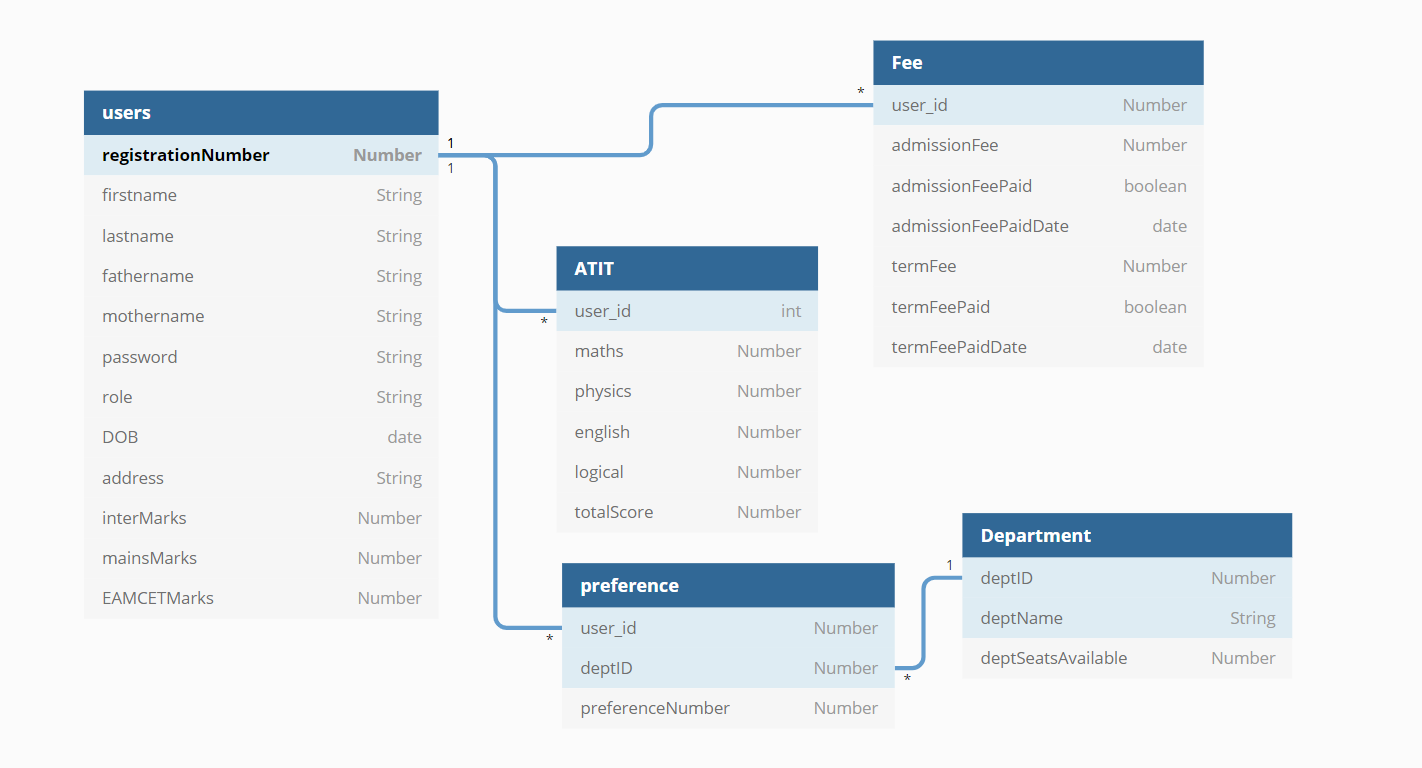 users
registrationNumber Number
firstname String
lastname String
fathername String
mothername String
password String
role String
DOB date
address String
interMarks Number
mainsMarks Number
EAMCETMarks Number
1
1
*
Fee
user_id Number
admissionFee Number
admissionFeePaid boolean
admissionFeePaidDate date
termFee Number
termFeePaid boolean
termFeePaidDate date
*
ATIT
user_id int
maths Number
physics Number
english Number
logical Number
totalScore Number
*
preference
user_id Number
deptID Number
preferenceNumber Number
*
1
Department
deptID Number
deptName String
deptSeatsAvailable Number